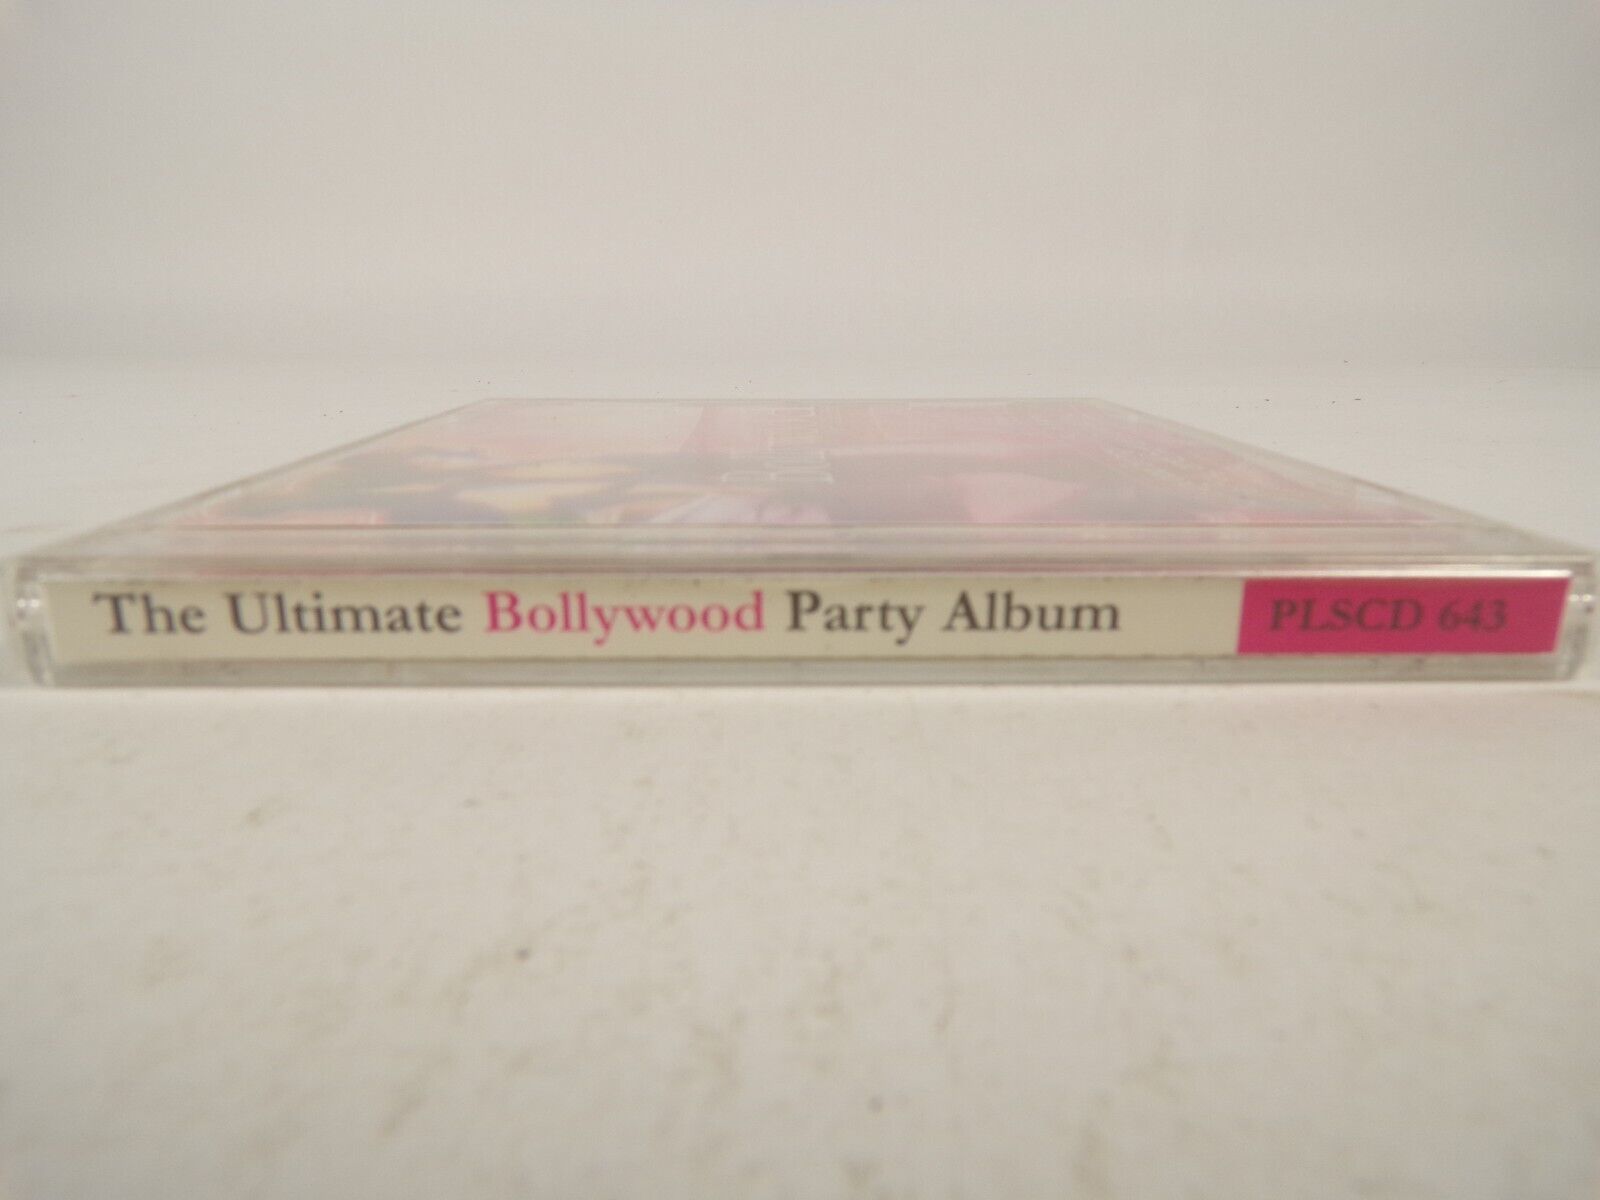 The Ultimate Bollywood Party Album PLSCD 643